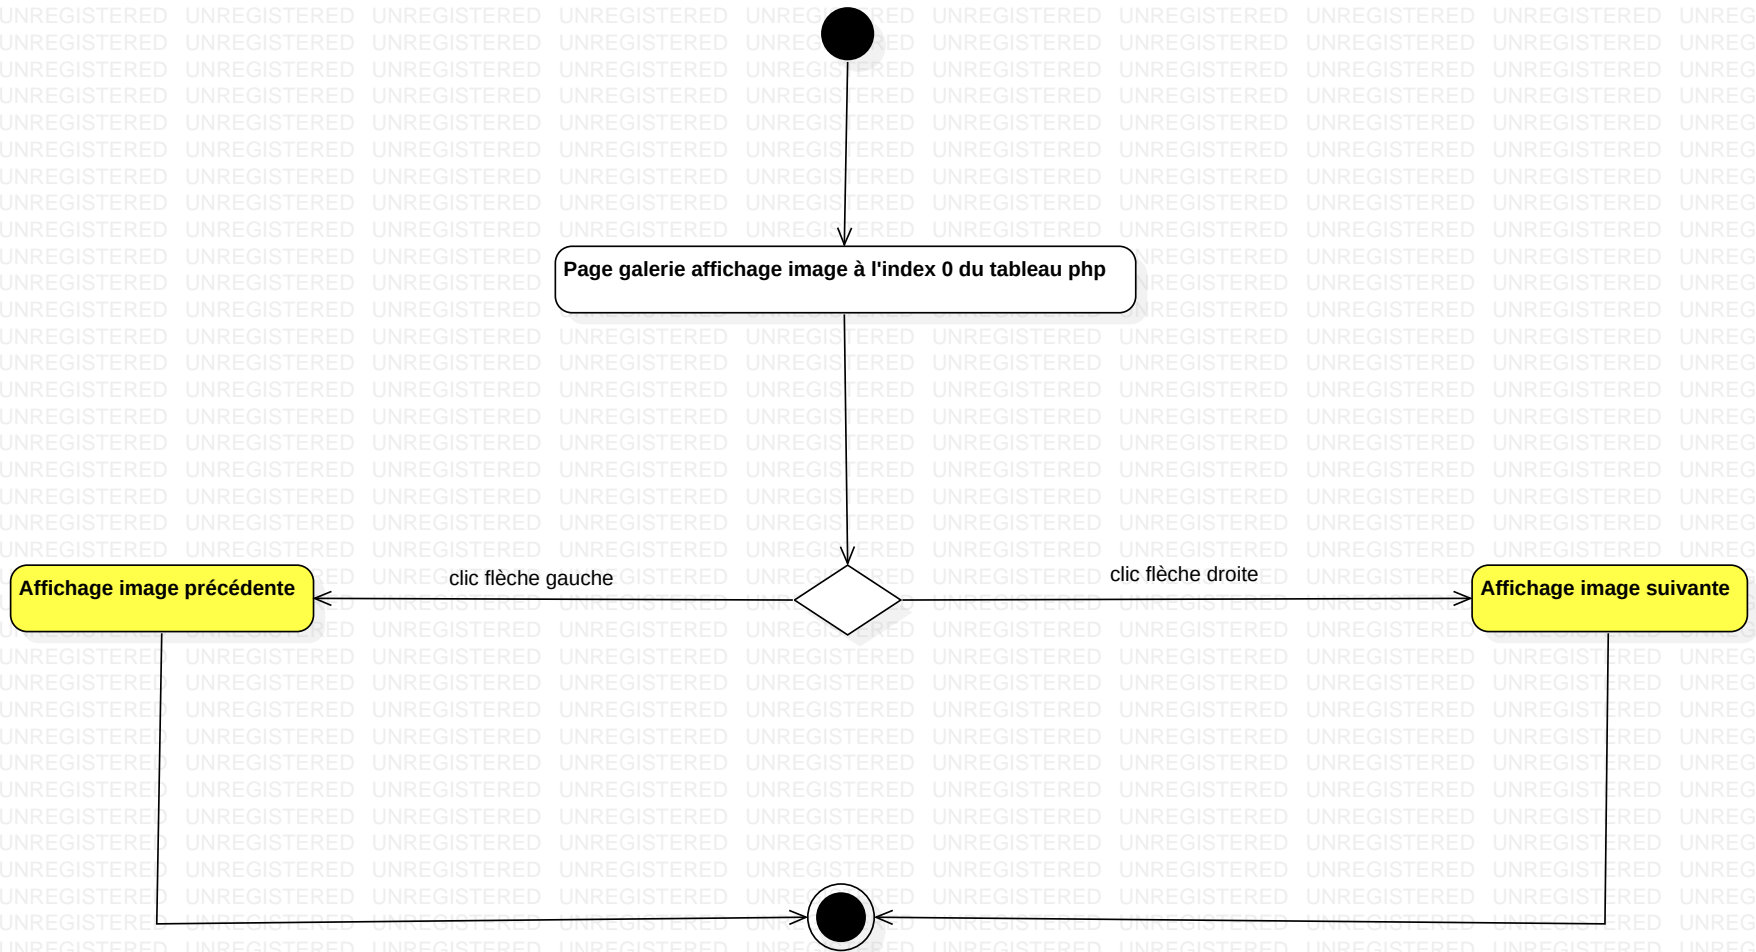 Page galerie affichage image à l'index 0 du tableau php
clic flèche gauche
clic flèche droite
Affichage image précédente
Affichage image suivante
UNREGISTERED